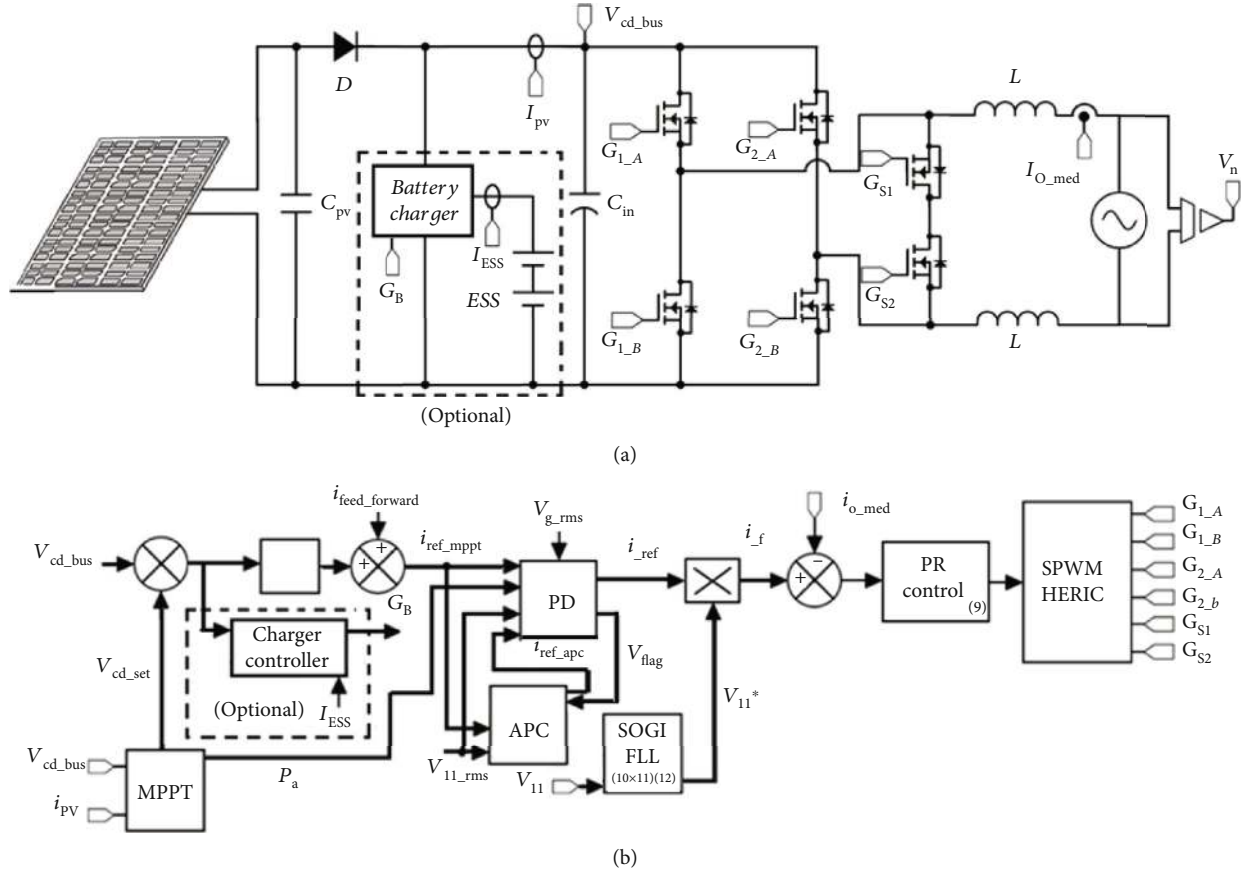 V_cd_bus
D
I_pv
L
G_1_A
G_2_A
V_n
I_O_med
G_S1
C_pv
Battery
charger
C_in
I_ESS
G_B
ESS
G_S2
G_1_B
G_2_B
L
(Optional)
(a)
i_feed_forward
V_g_rms
i_o_med
G_1_A
V_cd_bus
+
+
i_ref_mppt
i_ref
i_f
+
−
G_1_B
PD
PR
control
(9)
SPWM
HERIC
G_2_A
G_B
G_2_b
Charger
controller
i_ref_apc
V_flag
G_S1
V_cd_set
G_S2
(Optional)
I_ESS
APC
SOGI
FLL
(10×11)(12)
V_11*
V_cd_bus
MPPT
P_a
V_11_rms
V_11
i_PV
(b)